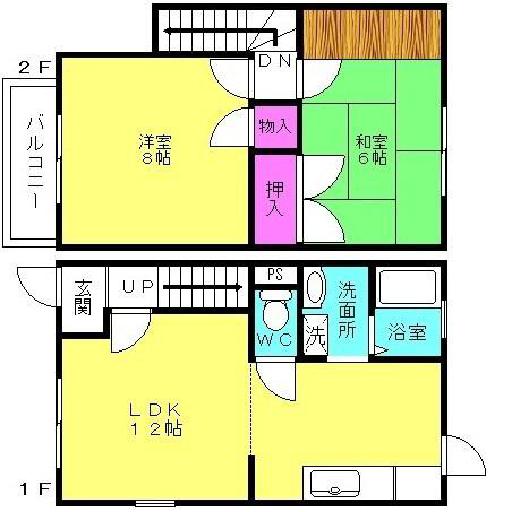 2F
DN
バルコニー
洋室
8帖
物入
和室
6帖
押入
玄関
UP
PS
洗面所
WC
洗
浴室
LDK
12帖
1F